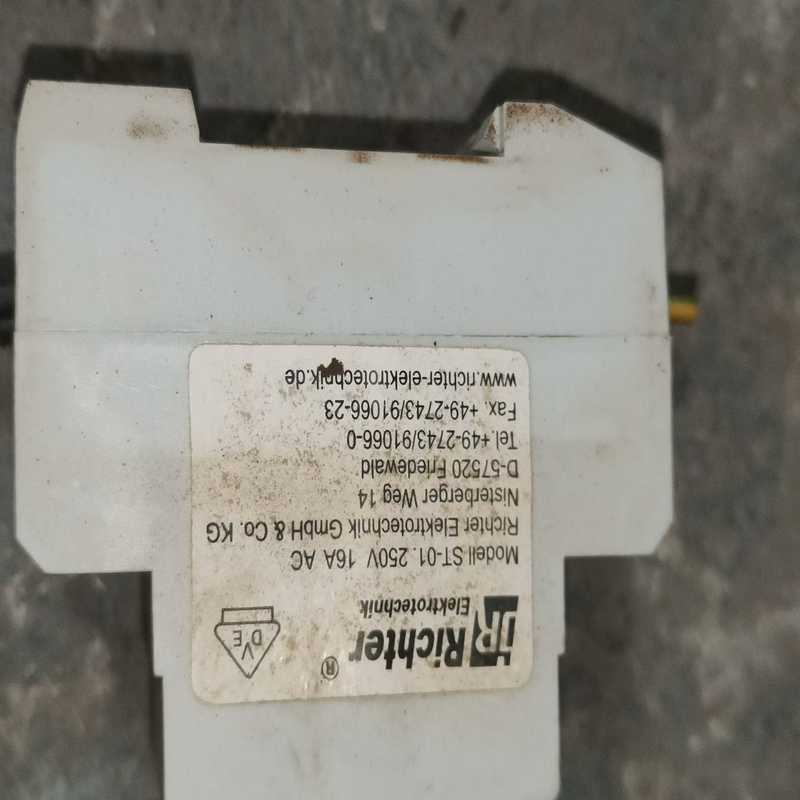 Richter ®
Elektrotechnik
VDE
Modell ST-01. 250V 16A AC
Richter Elektrotechnik GmbH & Co. KG
Nisterberger Weg 14
D-57520 Friedewald
Tel.+49-2743/91066-0
Fax. +49-2743/91066-23
www.richter-elektrotechnik.de